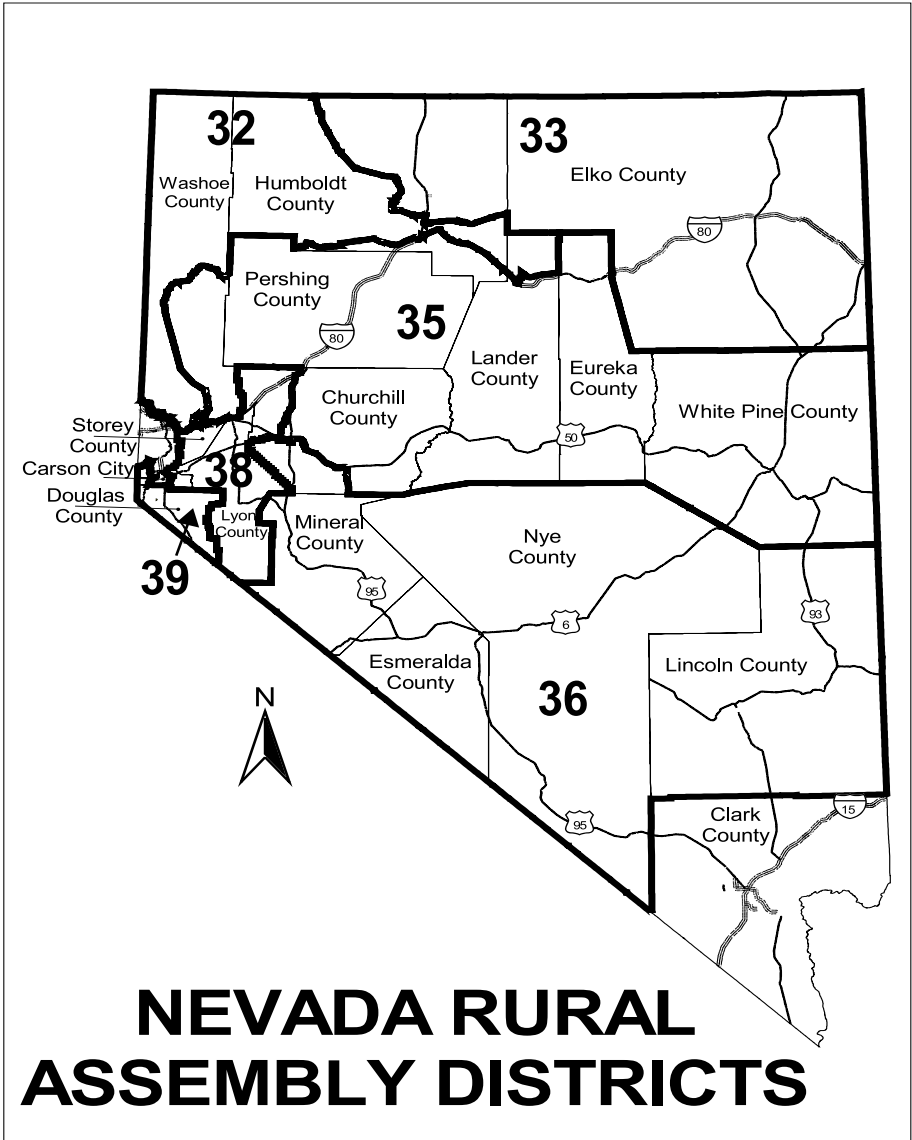 32
33
Washoe
County
Humboldt
County
Elko County
80
Pershing
County
35
80
Lander
County
Eureka
County
Churchill
County
White Pine County
Storey
County
50
Carson City
38
Douglas
County
Lyon
County
Mineral
County
Nye
County
39
95
6
93
Esmeralda
County
Lincoln County
36
N
95
Clark
County
15
NEVADA RURAL
ASSEMBLY DISTRICTS